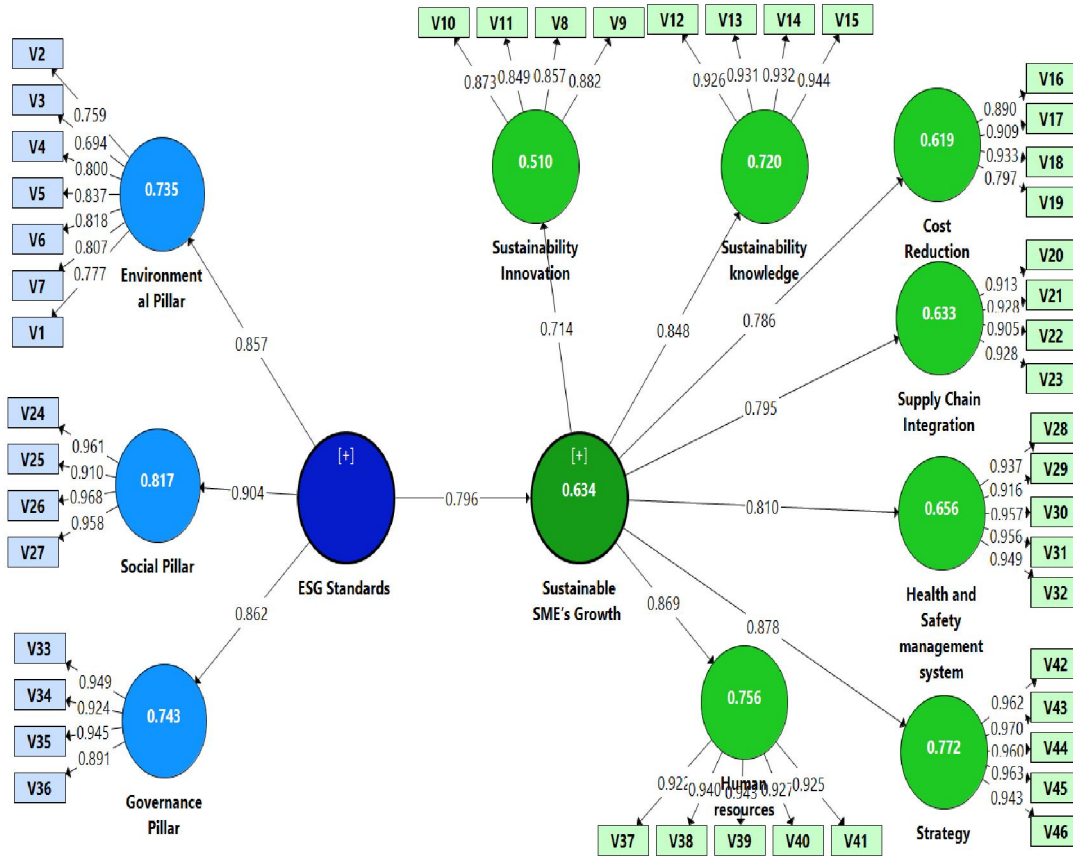 V10
V11
V8
V9
V12
V13
V14
V15
0.873
0.849
0.857
0.882
0.926
0.931
0.932
0.944
0.510
Sustainability
Innovation
0.720
Sustainability
knowledge
V2
V3
V4
V5
V6
V7
V1
0.759
0.694
0.800
0.837
0.818
0.807
0.777
0.735
Environment
al Pillar
0.857
V24
V25
V26
V27
0.961
0.910
0.968
0.958
0.817
Social Pillar
0.904
V33
V34
V35
V36
0.949
0.924
0.945
0.891
0.743
Governance
Pillar
0.862
[+]
ESG Standards
0.796
[+]
0.634
Sustainable
SME's Growth
0.714
0.848
0.786
0.795
0.810
0.869
0.878
0.619
Cost
Reduction
0.890
0.909
0.933
0.797
V16
V17
V18
V19
0.633
Supply Chain
Integration
0.913
0.928
0.905
0.928
V20
V21
V22
V23
0.656
Health and
Safety
management
system
0.937
0.916
0.957
0.956
0.949
V28
V29
V30
V31
V32
0.756
Human
resources
0.940
0.943
0.927
0.925
V37
V38
V39
V40
V41
0.772
Strategy
0.962
0.970
0.960
0.963
0.943
V42
V43
V44
V45
V46